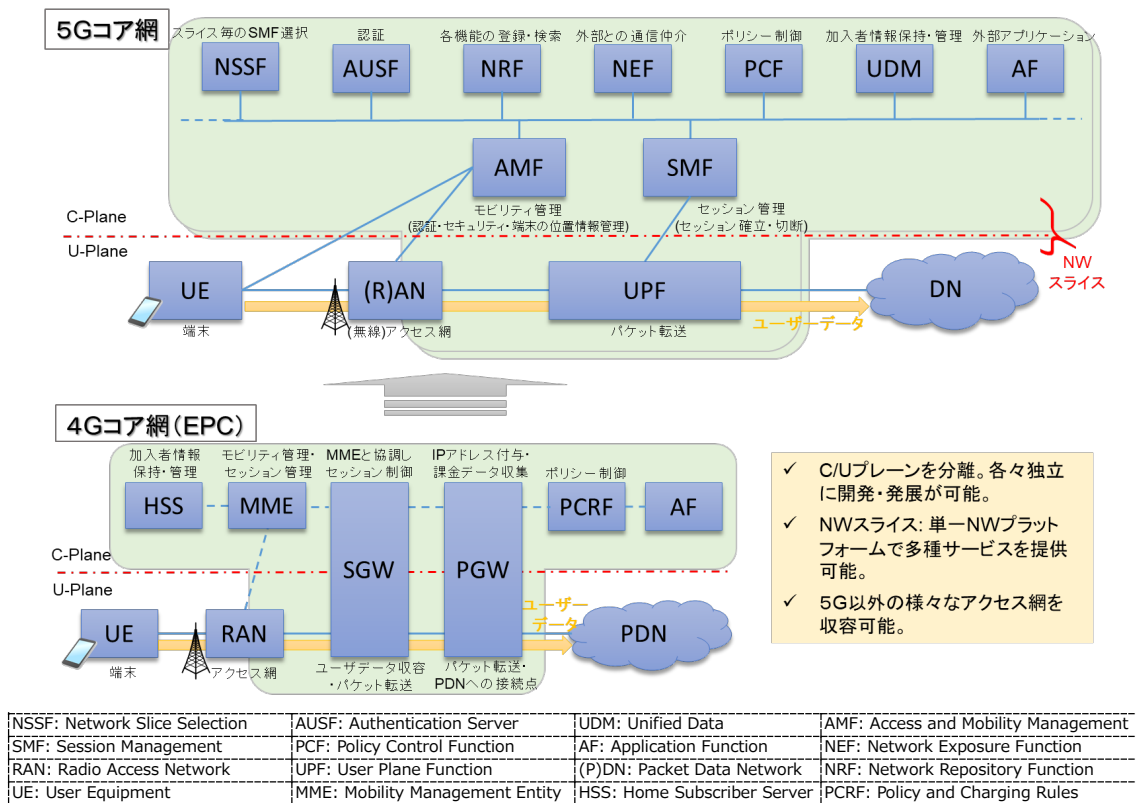 5Gコア網
スライス毎のSMF選択
認証
各機能の登録・検索
外部との通信仲介
ポリシー制御
加入者情報保持・管理
外部アプリケーション
NSSF
AUSF
NRF
NEF
PCF
UDM
AF
AMF
SMF
モビリティ管理
(認証・セキュリティ・端末の位置情報管理)
セッション管理
(セッション確立・切断)
C-Plane
U-Plane
NW
スライス
UE
(R)AN
UPF
DN
ユーザーデータ
端末
(無線)アクセス網
パケット転送
4Gコア網(EPC)
加入者情報
保持・管理
モビリティ管理・
セッション管理
MMEと協調し
セッション制御
IPアドレス付与・
課金データ収集
ポリシー制御
HSS
MME
SGW
PGW
PCRF
AF
C-Plane
U-Plane
UE
RAN
ユーザー
データ
PDN
端末
アクセス網
ユーザデータ収容
・パケット転送
パケット転送・
PDNへの接続点
✓ C/Uプレーンを分離。各々独立
に開発・発展が可能。
✓ NWスライス: 単一NWプラット
フォームで多種サービスを提供
可能。
✓ 5G以外の様々なアクセス網を
収容可能。
NSSF: Network Slice Selection AUSF: Authentication Server UDM: Unified Data AMF: Access and Mobility Management
SMF: Session Management PCF: Policy Control Function AF: Application Function NEF: Network Exposure Function
RAN: Radio Access Network UPF: User Plane Function (P)DN: Packet Data Network NRF: Network Repository Function
UE: User Equipment MME: Mobility Management Entity HSS: Home Subscriber Server PCRF: Policy and Charging Rules